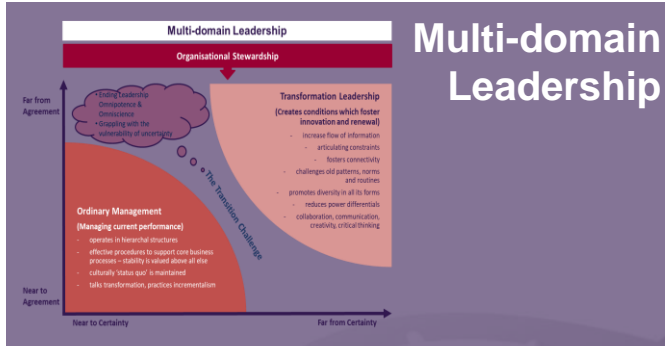 Multi-domain Leadership
Organisational Stewardship
Multi-domain
Leadership
Far from
Agreement
• Ending Leadership
Omnipotence &
Omniscience
• Grappling with the
vulnerability of uncertainty
Transformation Leadership
(Creates conditions which foster
innovation and renewal)
- increase flow of information
- articulating constraints
- fosters connectivity
- challenges old patterns, norms
and routines
- promotes diversity in all its forms
- reduces power differentials
- collaboration, communication,
creativity, critical thinking
The Transition Challenge
Ordinary Management
(Managing current performance)
- operates in hierarchal structures
- effective procedures to support core business
processes – stability is valued above all else
- culturally 'status quo' is maintained
- talks transformation, practices incrementalism
Near to
Agreement
Near to Certainty
Far from Certainty